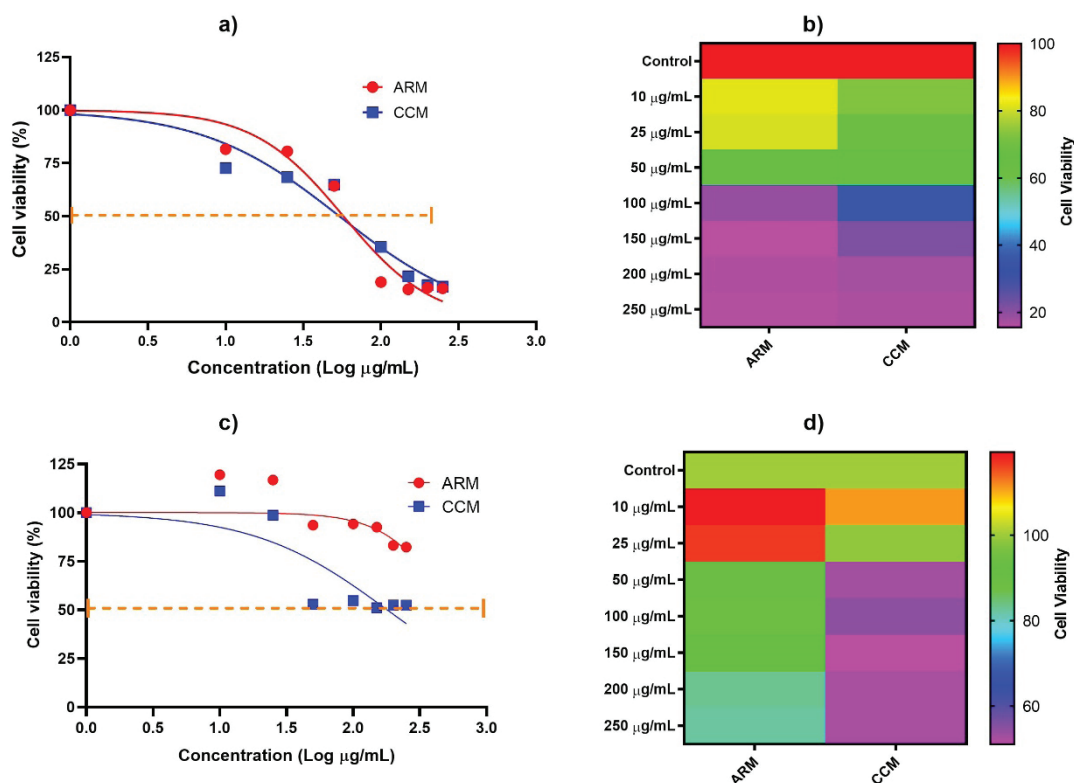 a)
125
100
75
50
25
0
Cell viability (%)
ARM
CCM
0.0 0.5 1.0 1.5 2.0 2.5 3.0
Concentration (Log μg/mL)
b)
Control
10 μg/mL
25 μg/mL
50 μg/mL
100 μg/mL
150 μg/mL
200 μg/mL
250 μg/mL
ARM CCM
100
80
60
40
20
Cell Viability
c)
125
100
75
50
25
0
Cell viability (%)
ARM
CCM
0.0 0.5 1.0 1.5 2.0 2.5 3.0
Concentration (Log μg/mL)
d)
Control
10 μg/mL
25 μg/mL
50 μg/mL
100 μg/mL
150 μg/mL
200 μg/mL
250 μg/mL
ARM CCM
100
80
60
Cell Viability